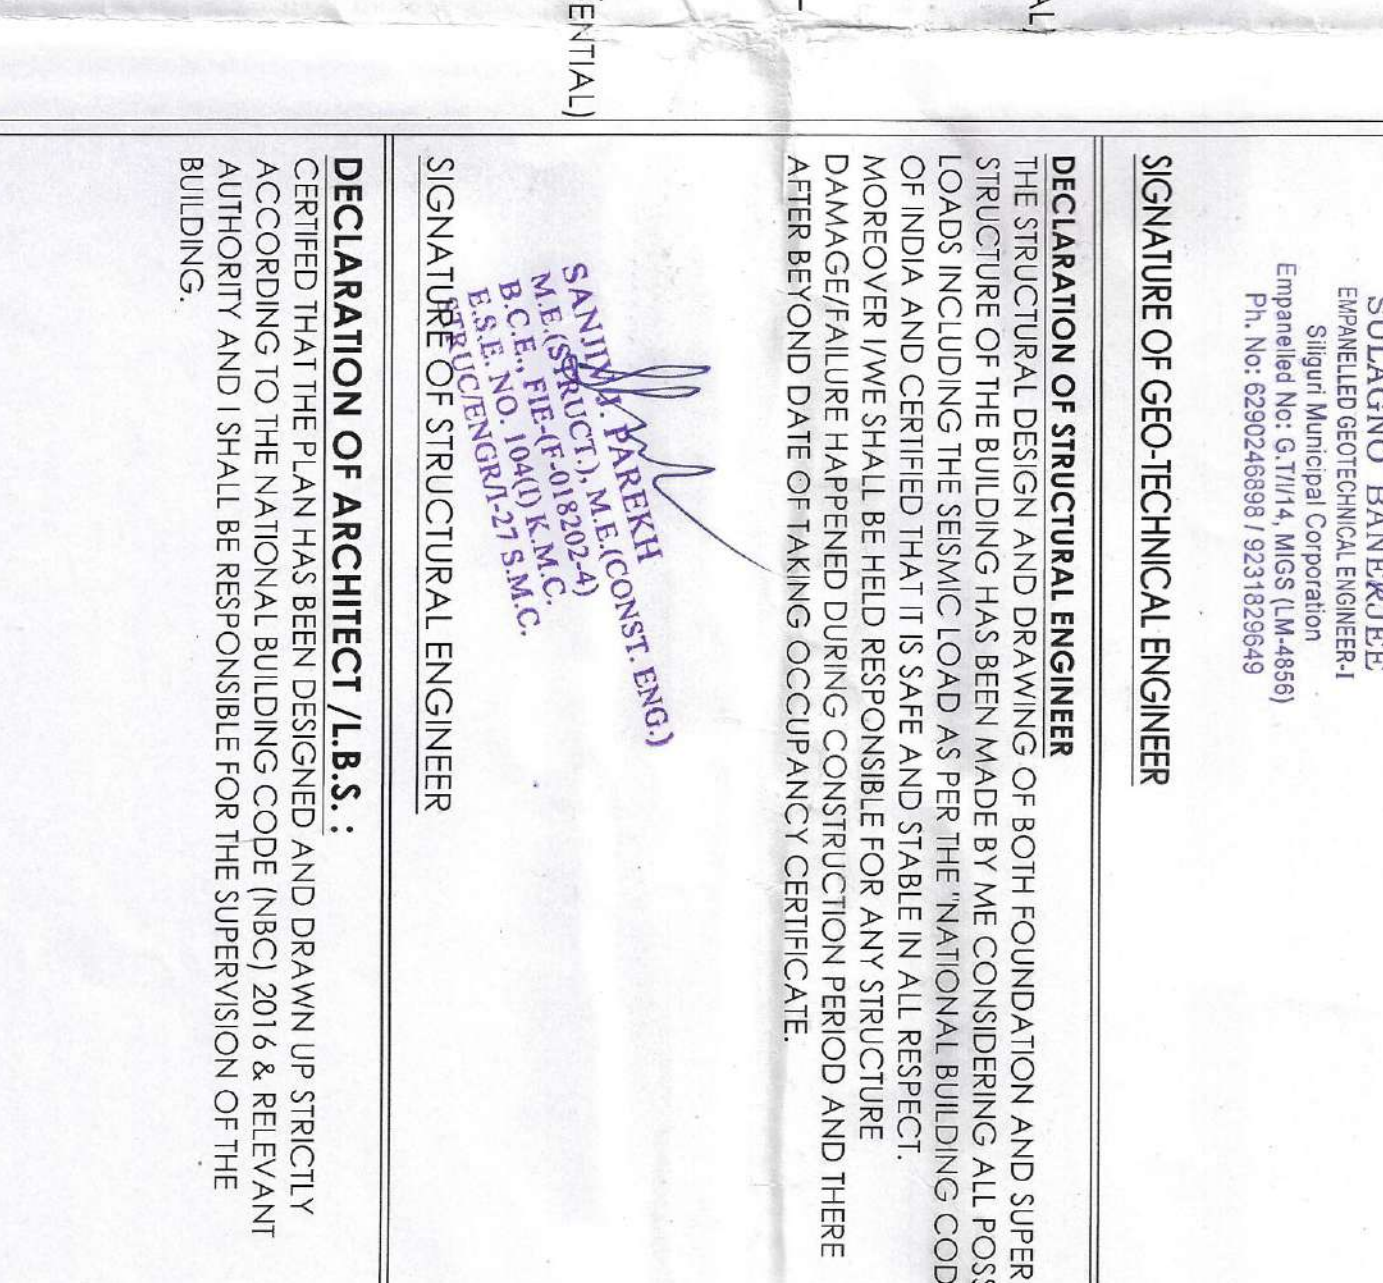 SULAGNO BANERJEE
EMPANELLED GEOTECHNICAL ENGINEER-I
Siliguri Municipal Corporation
Empanelled No: G.T/I/14, MIGS (LM-4856)
Ph. No: 6290246898 / 9231829649
SIGNATURE OF GEO-TECHNICAL ENGINEER
DECLARATION OF STRUCTURAL ENGINEER
THE STRUCTURAL DESIGN AND DRAWING OF BOTH FOUNDATION AND SUPER
STRUCTURE OF THE BUILDING HAS BEEN MADE BY ME CONSIDERING ALL POSS
LOADS INCLUDING THE SEISMIC LOAD AS PER THE "NATIONAL BUILDING COD
OF INDIA AND CERTIFIED THAT IT IS SAFE AND STABLE IN ALL RESPECT.
MOREOVER I/WE SHALL BE HELD RESPONSIBLE FOR ANY STRUCTURE
DAMAGE/FAILURE HAPPENED DURING CONSTRUCTION PERIOD AND THERE
AFTER BEYOND DATE OF TAKING OCCUPANCY CERTIFICATE.
SANJIV J. PAREKH
M.E.(STRUCT.), M.E.(CONST. ENG.)
B.C.E., FIE-(F-018202-4)
E.S.E. NO. 104(I) K.M.C.
STRUC/ENGR/I-27 S.M.C.
SIGNATURE OF STRUCTURAL ENGINEER
DECLARATION OF ARCHITECT /L.B.S. :
CERTIFED THAT THE PLAN HAS BEEN DESIGNED AND DRAWN UP STRICTLY
ACCORDING TO THE NATIONAL BUILDING CODE (NBC) 2016 & RELEVANT
AUTHORITY AND I SHALL BE RESPONSIBLE FOR THE SUPERVISION OF THE
BUILDING.
AL)
ENTIAL)